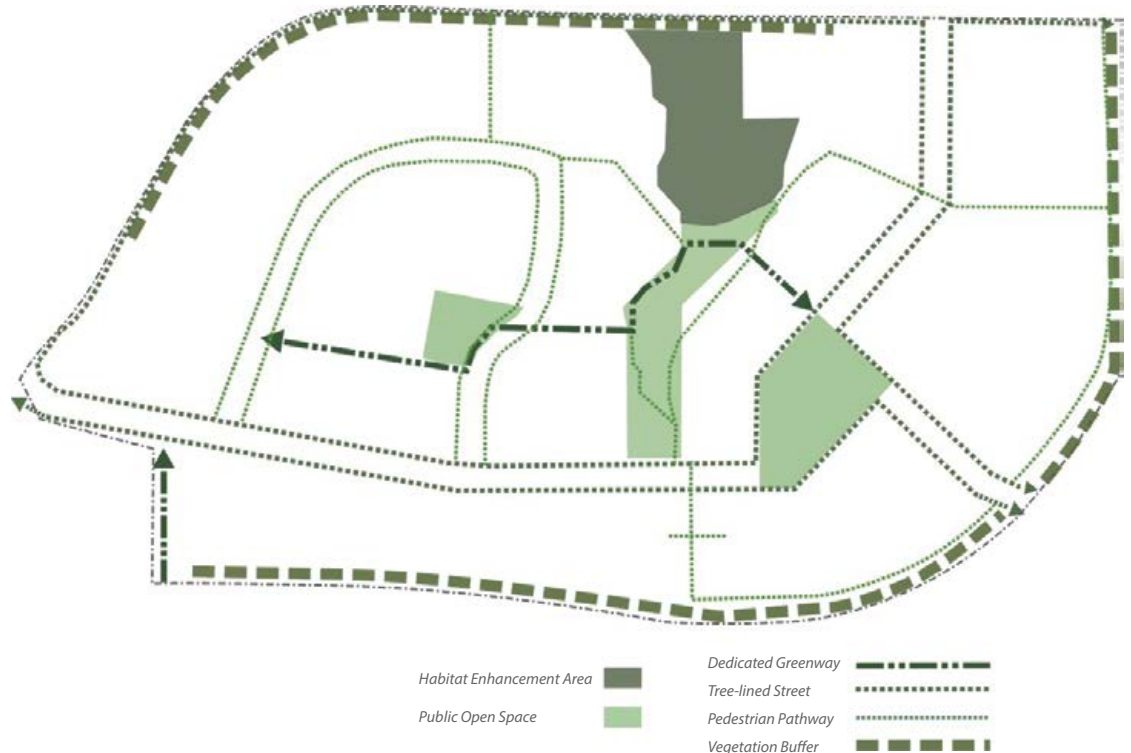 Habitat Enhancement Area
Public Open Space
Dedicated Greenway
Tree-lined Street
Pedestrian Pathway
Vegetation Buffer